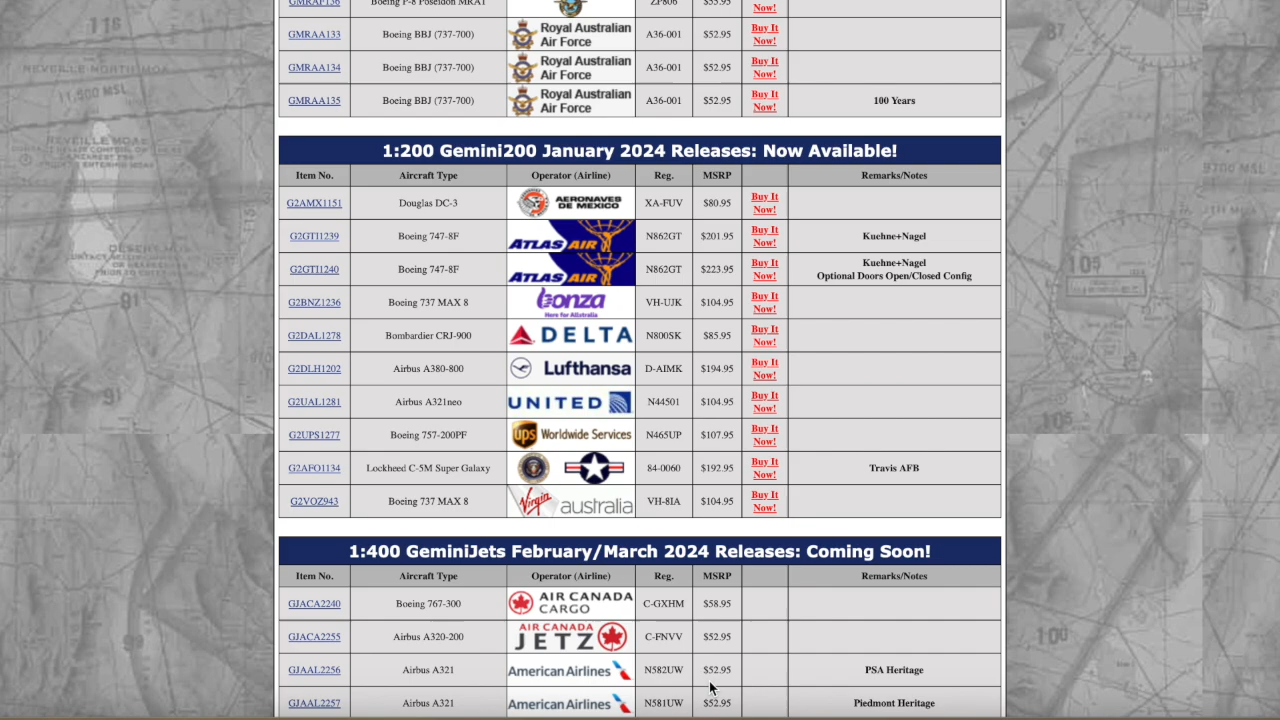 GMRAF136 Boeing P-8 Poseidon MRA1 ZP806 $55.95 Now!
GMRAA133 Boeing BBJ (737-700) Royal Australian Air Force A36-001 $52.95 Buy It Now!
GMRAA134 Boeing BBJ (737-700) Royal Australian Air Force A36-001 $52.95 Buy It Now!
GMRAA135 Boeing BBJ (737-700) Royal Australian Air Force A36-001 $52.95 Buy It Now! 100 Years
1:200 Gemini200 January 2024 Releases: Now Available!
Item No. Aircraft Type Operator (Airline) Reg. MSRP Remarks/Notes
G2AMX1151 Douglas DC-3 AERONAVES DE MEXICO XA-FUV $80.95 Buy It Now!
G2GTI1239 Boeing 747-8F ATLAS AIR N862GT $201.95 Buy It Now! Kuehne+Nagel
G2GTI1240 Boeing 747-8F ATLAS AIR N862GT $223.95 Buy It Now! Kuehne+Nagel Optional Doors Open/Closed Config
G2BNZ1236 Boeing 737 MAX 8 bonza Here for Allstralia VH-UJK $104.95 Buy It Now!
G2DAL1278 Bombardier CRJ-900 DELTA N800SK $85.95 Buy It Now!
G2DLH1202 Airbus A380-800 Lufthansa D-AIMK $194.95 Buy It Now!
G2UAL1281 Airbus A321neo UNITED N44501 $104.95 Buy It Now!
G2UPS1277 Boeing 757-200PF ups Worldwide Services N465UP $107.95 Buy It Now!
G2AFO1134 Lockheed C-5M Super Galaxy 84-0060 $192.95 Buy It Now! Travis AFB
G2VOZ943 Boeing 737 MAX 8 Virgin australia VH-8IA $104.95 Buy It Now!
1:400 GeminiJets February/March 2024 Releases: Coming Soon!
Item No. Aircraft Type Operator (Airline) Reg. MSRP Remarks/Notes
GJACA2240 Boeing 767-300 AIR CANADA CARGO C-GXHM $58.95
GJACA2255 Airbus A320-200 AIR CANADA JETZ C-FNVV $52.95
GJAAL2256 Airbus A321 American Airlines N582UW $52.95 PSA Heritage
GJAAL2257 Airbus A321 American Airlines N581UW $52.95 Piedmont Heritage